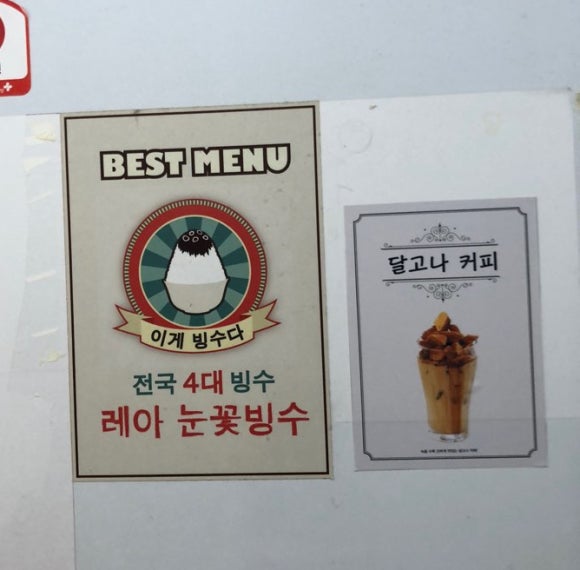 BEST MENU
이게 빙수다
전국 4대 빙수
레아 눈꽃빙수
달고나 커피